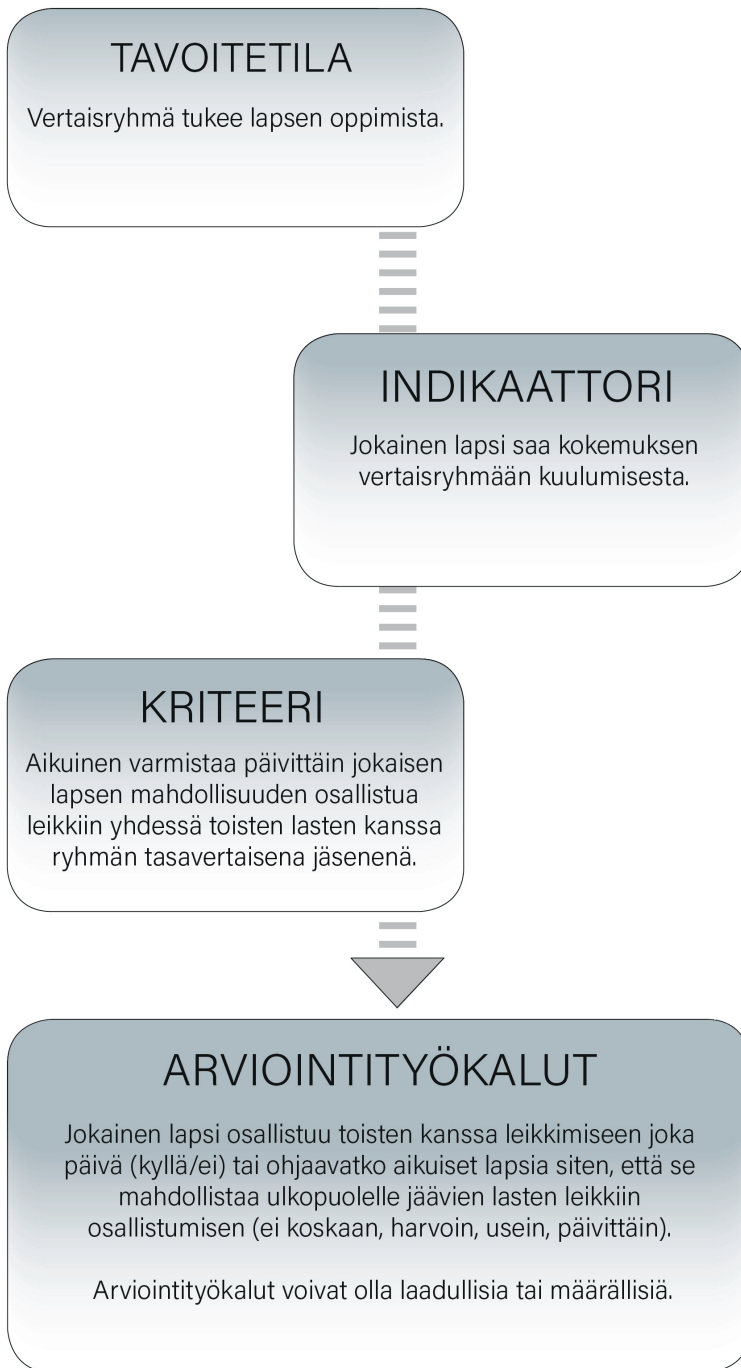 TAVOITETILA
Vertaisryhmä tukee lapsen oppimista.
INDIKAATTORI
Jokainen lapsi saa kokemuksen
vertaisryhmään kuulumisesta.
KRITEERI
Aikuinen varmistaa päivittäin jokaisen
lapsen mahdollisuuden osallistua
leikkiin yhdessä toisten lasten kanssa
ryhmän tasavertaisena jäsenenä.
ARVIOINTITYÖKALUT
Jokainen lapsi osallistuu toisten kanssa leikkimiseen joka
päivä (kyllä/ei) tai ohjaavatko aikuiset lapsia siten, että se
mahdollistaa ulkopuolelle jäävien lasten leikkiin
osallistumisen (ei koskaan, harvoin, usein, päivittäin).
Arviointityökalut voivat olla laadullisia tai määrällisiä.